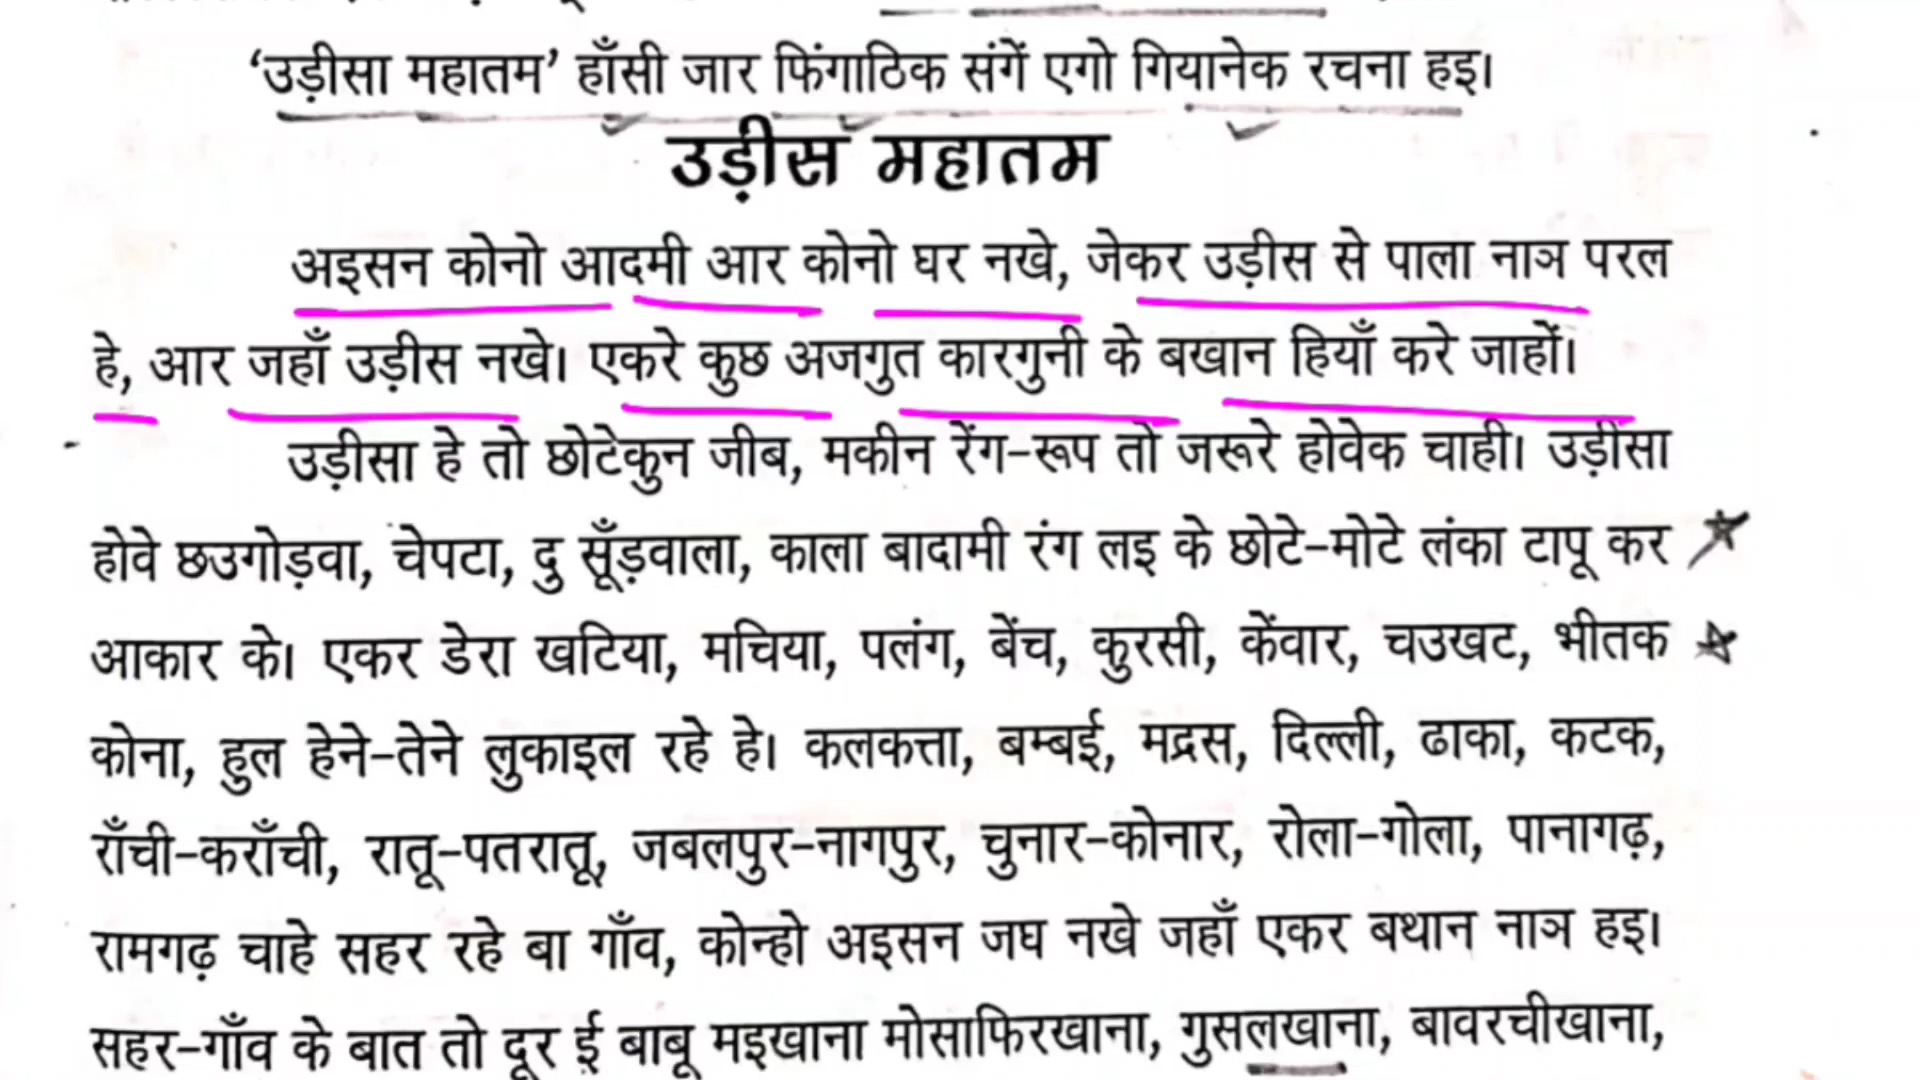 ‘उड़ीसा महातम’ हाँसी जार फिंगाठिक संगें एगो गियानेक रचना हइ।
उड़ीस महातम
अइसन कोनो आदमी आर कोनो घर नखे, जेकर उड़ीस से पाला नाञ परल
हे, आर जहाँ उड़ीस नखे। एकरे कुछ अजगुत कारगुनी के बखान हियाँ करे जाहों।
उड़ीसा हे तो छोटेकुन जीब, मकीन रेंग-रूप तो जरूरे होवेक चाही। उड़ीसा
होवे छउगोड़वा, चेपटा, दु सूँड़वाला, काला बादामी रंग लइ के छोटे-मोटे लंका टापू कर
आकार के। एकर डेरा खटिया, मचिया, पलंग, बेंच, कुरसी, केंवार, चउखट, भीतक
कोना, हुल हेने-तेने लुकाइल रहे हे। कलकत्ता, बम्बई, मद्रस, दिल्ली, ढाका, कटक,
राँची-कराँची, रातू-पतरातू, जबलपुर-नागपुर, चुनार-कोनार, रोला-गोला, पानागढ़,
रामगढ़ चाहे सहर रहे बा गाँव, कोन्हो अइसन जघ नखे जहाँ एकर बथान नाञ हइ।
सहर-गाँव के बात तो दूर ई बाबू मइखाना मोसाफिरखाना, गुसलखाना, बावरचीखाना,